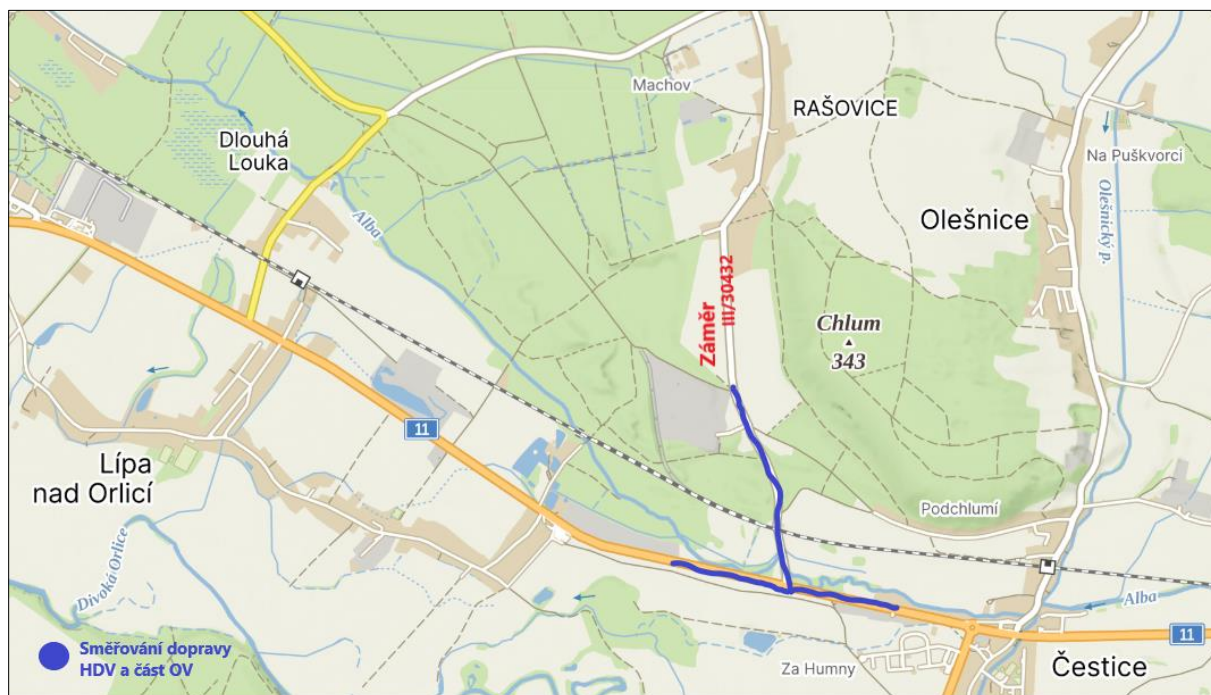 Machov
RAŠOVICE
Dlouhá
Louka
Na Puškvorci
Alba
Olešnice
Olešnický p.
Záměr
III/30432
Chlum
343
11
Lípa
nad Orlicí
Podchlumí
Divoká Orlice
Alba
11
Směřování dopravy
HDV a část OV
Za Humny
Čestice